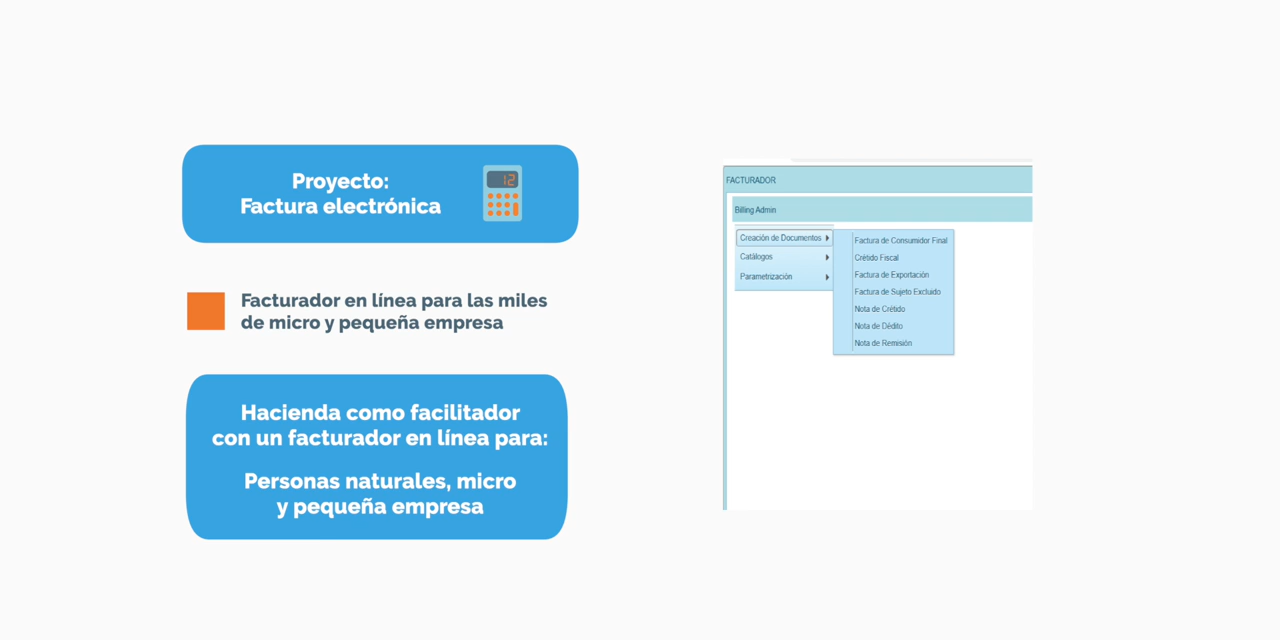 Proyecto:
Factura electrónica
12
Facturador en línea para las miles
de micro y pequeña empresa
Hacienda como facilitador
con un facturador en línea para:
Personas naturales, micro
y pequeña empresa
FACTURADOR
Billing Admin
Creación de Documentos
Catálogos
Parametrización
Factura de Consumidor Final
Crétido Fiscal
Factura de Exportación
Factura de Sujeto Excluido
Nota de Crétido
Nota de Dédito
Nota de Remisión